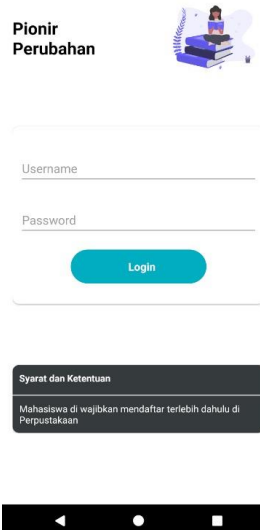 Pionir
Perubahan
Username
Password
Login
Syarat dan Ketentuan
Mahasiswa di wajibkan mendaftar terlebih dahulu di
Perpustakaan